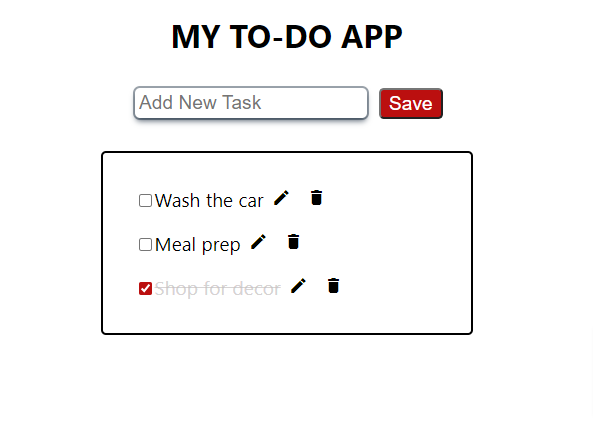 MY TO-DO APP
Add New Task Save
Wash the car
Meal prep
Shop for decor